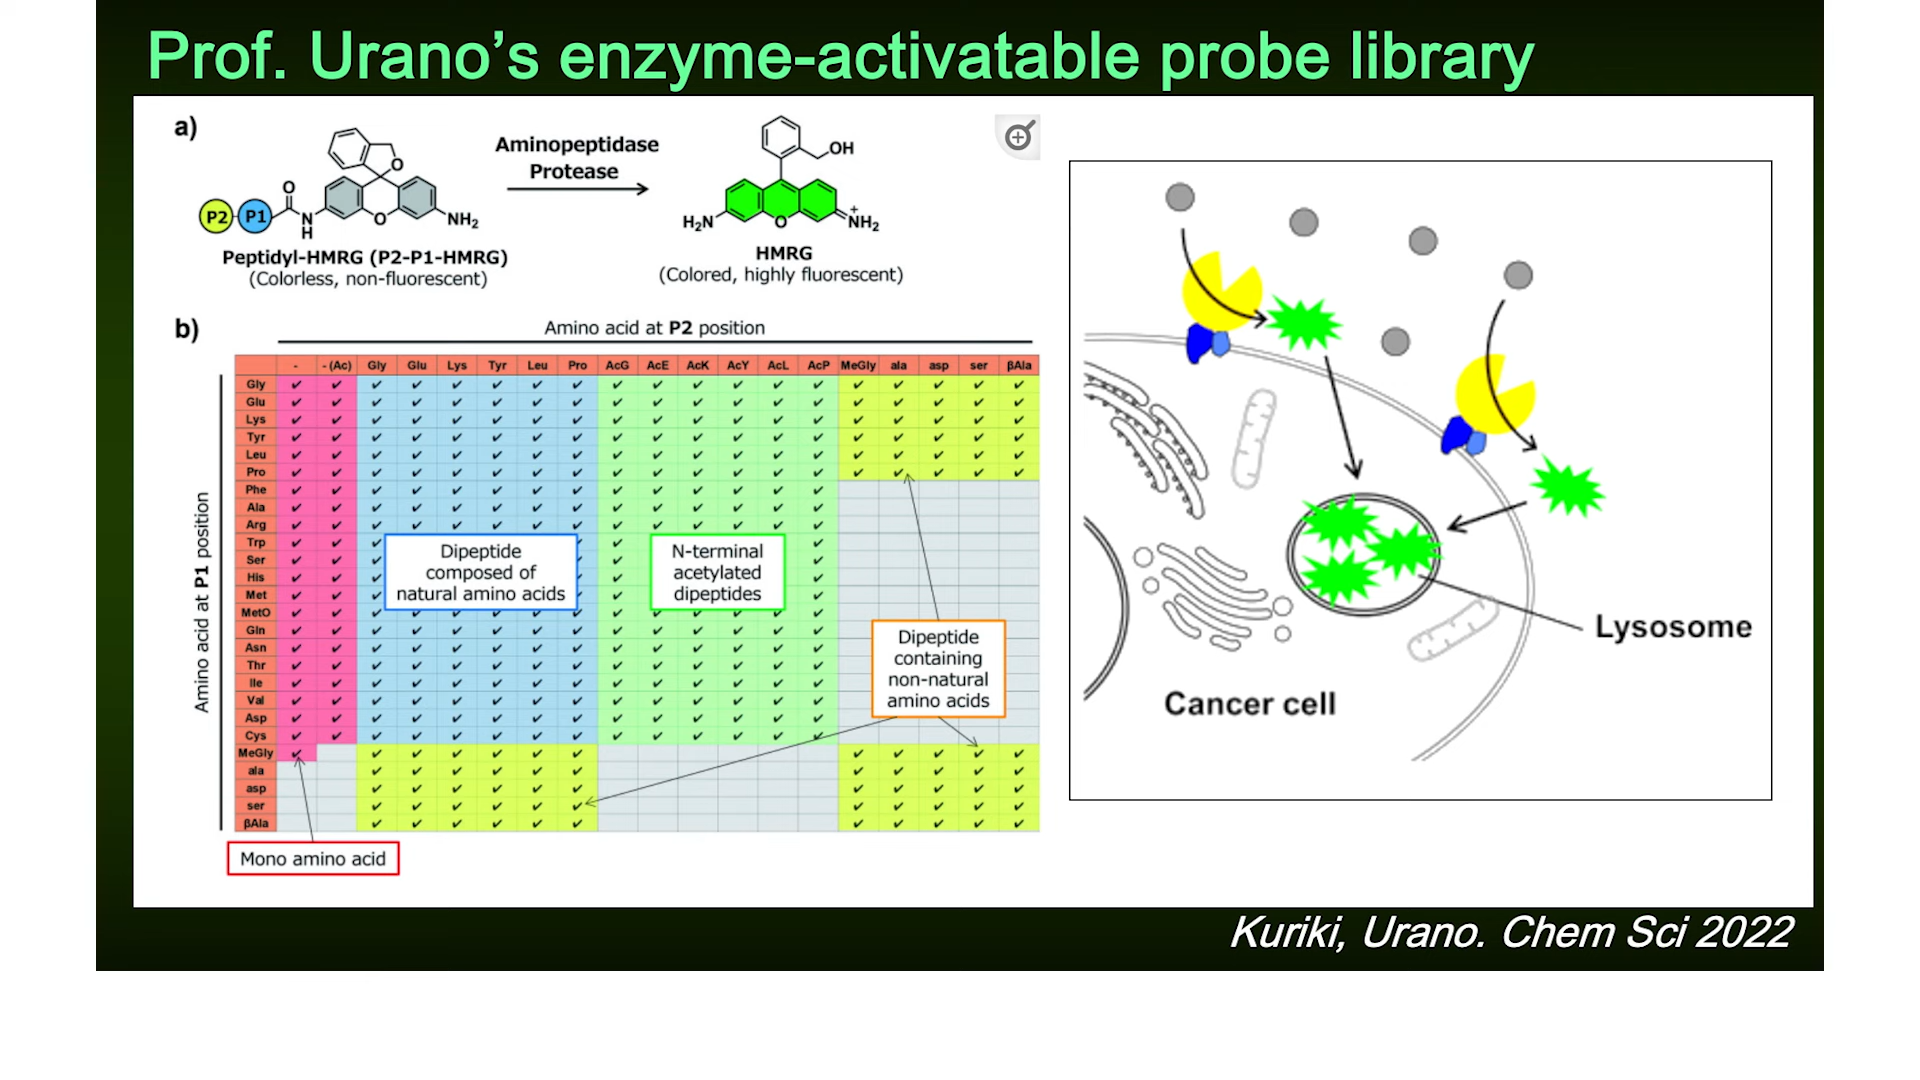 Prof. Urano's enzyme-activatable probe library
a)
P2 P1
O
N
H
O
O
NH₂
Peptidyl-HMRG (P2-P1-HMRG)
(Colorless, non-fluorescent)
Aminopeptidase
Protease
OH
H₂N
O
+
NH₂
HMRG
(Colored, highly fluorescent)
b)
Amino acid at P2 position
- - (Ac) Gly Glu Lys Tyr Leu Pro AcG AcE AcK AcY AcL AcP MeGly ala asp ser βAla
Amino acid at P1 position
Gly
Glu
Lys
Tyr
Leu
Pro
Phe
Ala
Arg
Trp
Ser
His
Met
MetO
Gln
Asn
Thr
Ile
Val
Asp
Cys
MeGly
ala
asp
ser
βAla
Dipeptide
composed of
natural amino acids
N-terminal
acetylated
dipeptides
Dipeptide
containing
non-natural
amino acids
Mono amino acid
Lysosome
Cancer cell
Kuriki, Urano. Chem Sci 2022